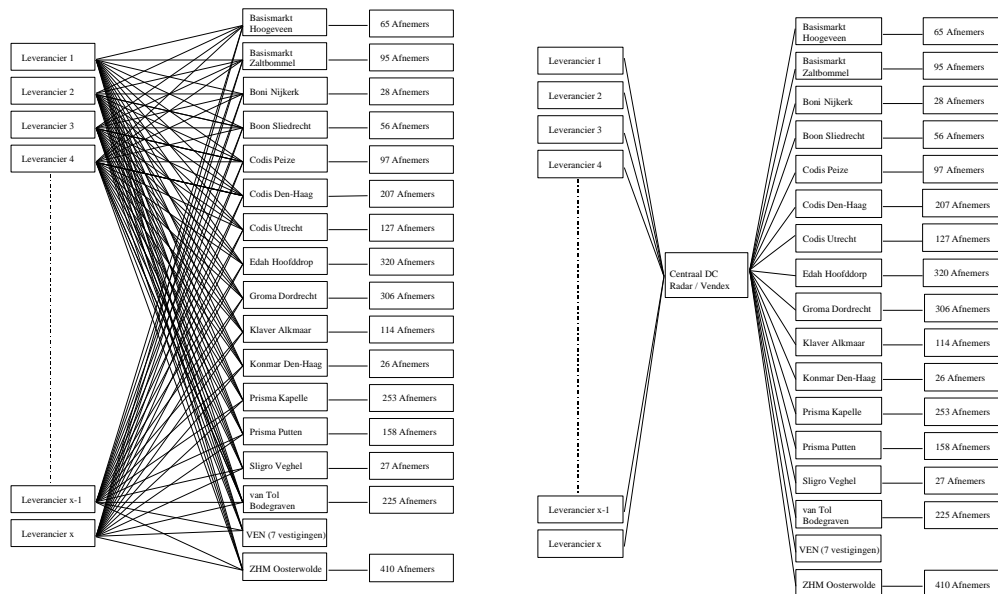 Leverancier 1
Leverancier 2
Leverancier 3
Leverancier 4
Leverancier x-1
Leverancier x
Basismarkt
Hoogeveen
65 Afnemers
Basismarkt
Zaltbommel
95 Afnemers
Boni Nijkerk
28 Afnemers
Boon Sliedrecht
56 Afnemers
Codis Peize
97 Afnemers
Codis Den-Haag
207 Afnemers
Codis Utrecht
127 Afnemers
Edah Hoofddrop
320 Afnemers
Groma Dordrecht
306 Afnemers
Klaver Alkmaar
114 Afnemers
Konmar Den-Haag
26 Afnemers
Prisma Kapelle
253 Afnemers
Prisma Putten
158 Afnemers
Sligro Veghel
27 Afnemers
van Tol
Bodegraven
225 Afnemers
VEN (7 vestigingen)
ZHM Oosterwolde
410 Afnemers
Leverancier 1
Leverancier 2
Leverancier 3
Leverancier 4
Leverancier x-1
Leverancier x
Centraal DC
Radar / Vendex
Basismarkt
Hoogeveen
65 Afnemers
Basismarkt
Zaltbommel
95 Afnemers
Boni Nijkerk
28 Afnemers
Boon Sliedrecht
56 Afnemers
Codis Peize
97 Afnemers
Codis Den-Haag
207 Afnemers
Codis Utrecht
127 Afnemers
Edah Hoofddorp
320 Afnemers
Groma Dordrecht
306 Afnemers
Klaver Alkmaar
114 Afnemers
Konmar Den-Haag
26 Afnemers
Prisma Kapelle
253 Afnemers
Prisma Putten
158 Afnemers
Sligro Veghel
27 Afnemers
van Tol
Bodegraven
225 Afnemers
VEN (7 vestigingen)
ZHM Oosterwolde
410 Afnemers